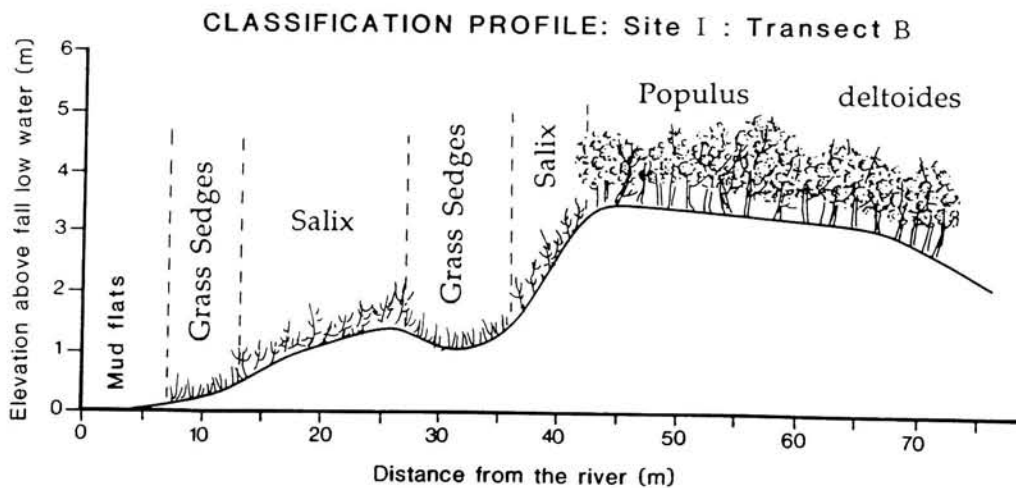 CLASSIFICATION PROFILE: Site I : Transect B
Elevation above fall low water (m)
6
5
4
3
2
1
0
Mud flats
Grass Sedges
Salix
Grass Sedges
Salix
Populus deltoides
0 10 20 30 40 50 60 70
Distance from the river (m)